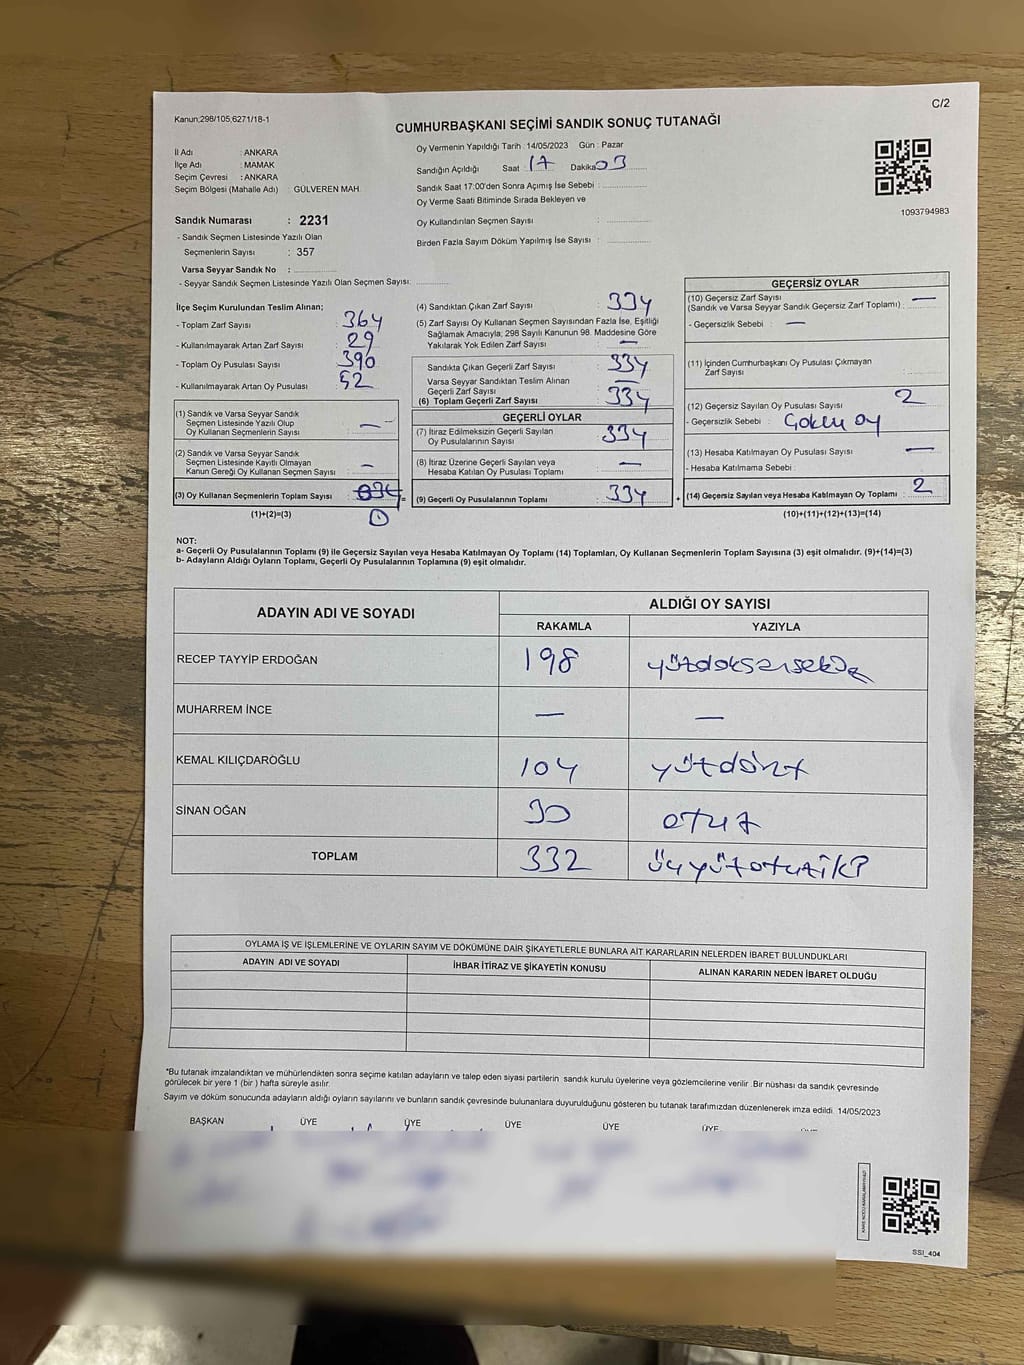 C/2
Kanun;298/105,6271/18-1
CUMHURBAŞKANI SEÇİMİ SANDIK SONUÇ TUTANAĞI
İl Adı : ANKARA
İlçe Adı : MAMAK
Seçim Çevresi : ANKARA
Seçim Bölgesi (Mahalle Adı) : GÜLVEREN MAH.
Sandık Numarası : 2231
- Sandık Seçmen Listesinde Yazılı Olan
Seçmenlerin Sayısı : 357
Varsa Seyyar Sandık No :
- Seyyar Sandık Seçmen Listesinde Yazılı Olan Seçmen Sayısı:
Oy Vermenin Yapıldığı Tarih : 14/05/2023 Gün : Pazar
Sandığın Açıldığı Saat 17 Dakika 03
Sandık Saat 17:00'den Sonra Açımış İse Sebebi :
Oy Verme Saati Bitiminde Sırada Bekleyen ve
Oy Kullandırılan Seçmen Sayısı :
Birden Fazla Sayım Döküm Yapılmış İse Sayısı :
1093794983
İlçe Seçim Kurulundan Teslim Alınan;
- Toplam Zarf Sayısı : 364
- Kullanılmayarak Artan Zarf Sayısı : 29
- Toplam Oy Pusulası Sayısı : 390
- Kullanılmayarak Artan Oy Pusulası : 52
(1) Sandık ve Varsa Seyyar Sandık
Seçmen Listesinde Yazılı Olup
Oy Kullanan Seçmenlerin Sayısı : —
(2) Sandık ve Varsa Seyyar Sandık
Seçmen Listesinde Kayıtlı Olmayan
Kanun Gereği Oy Kullanan Seçmen Sayısı : —
(3) Oy Kullanan Seçmenlerin Toplam Sayısı : 334 =
(1)+(2)=(3)
0
(4) Sandıktan Çıkan Zarf Sayısı : 334
(5) Zarf Sayısı Oy Kullanan Seçmen Sayısından Fazla İse, Eşitliği
Sağlamak Amacıyla; 298 Sayılı Kanunun 98. Maddesine Göre
Yakılarak Yok Edilen Zarf Sayısı : —
Sandıkta Çıkan Geçerli Zarf Sayısı : 334
Varsa Seyyar Sandıktan Teslim Alınan
Geçerli Zarf Sayısı : —
(6) Toplam Geçerli Zarf Sayısı : 334
GEÇERLİ OYLAR
(7) İtiraz Edilmeksizin Geçerli Sayılan
Oy Pusulalarının Sayısı : 334
(8) İtiraz Üzerine Geçerli Sayılan veya
Hesaba Katılan Oy Pusulası Toplamı : —
(9) Geçerli Oy Pusulalarının Toplamı : 334 +
GEÇERSİZ OYLAR
(10) Geçersiz Zarf Sayısı
(Sandık ve Varsa Seyyar Sandık Geçersiz Zarf Toplamı) : —
- Geçersizlik Sebebi : —
(11) İçinden Cumhurbaşkanı Oy Pusulası Çıkmayan
Zarf Sayısı :
(12) Geçersiz Sayılan Oy Pusulası Sayısı : 2
- Geçersizlik Sebebi : Çoklu oy
(13) Hesaba Katılmayan Oy Pusulası Sayısı : —
- Hesaba Katılmama Sebebi :
(14) Geçersiz Sayılan veya Hesaba Katılmayan Oy Toplamı : 2
(10)+(11)+(12)+(13)=(14)
NOT:
a- Geçerli Oy Pusulalarının Toplamı (9) ile Geçersiz Sayılan veya Hesaba Katılmayan Oy Toplamı (14) Toplamları, Oy Kullanan Seçmenlerin Toplam Sayısına (3) eşit olmalıdır. (9)+(14)=(3)
b- Adayların Aldığı Oyların Toplamı, Geçerli Oy Pusulalarının Toplamına (9) eşit olmalıdır.
ADAYIN ADI VE SOYADI ALDIĞI OY SAYISI
RAKAMLA YAZIYLA
RECEP TAYYİP ERDOĞAN 198 yüzdoksansekiz
MUHARREM İNCE — —
KEMAL KILIÇDAROĞLU 104 yüzdört
SİNAN OĞAN 30 otuz
TOPLAM 332 üçyüzotuziki
OYLAMA İŞ VE İŞLEMLERİNE VE OYLARIN SAYIM VE DÖKÜMÜNE DAİR ŞİKAYETLERLE BUNLARA AİT KARARLARIN NELERDEN İBARET BULUNDUKLARI
ADAYIN ADI VE SOYADI İHBAR İTİRAZ VE ŞİKAYETİN KONUSU ALINAN KARARIN NEDEN İBARET OLDUĞU
*Bu tutanak imzalandıktan ve mühürlendikten sonra seçime katılan adayların ve talep eden siyasi partilerin sandık kurulu üyelerine veya gözlemcilerine verilir. Bir nüshası da sandık çevresinde
görülecek bir yere 1 (bir ) hafta süreyle asılır.
Sayım ve döküm sonucunda adayların aldığı oyların sayılarını ve bunların sandık çevresinde bulunanlara duyurulduğunu gösteren bu tutanak tarafımızdan düzenlenerek imza edildi. 14/05/2023
BAŞKAN ÜYE ÜYE ÜYE ÜYE ÜYE
SSI_404